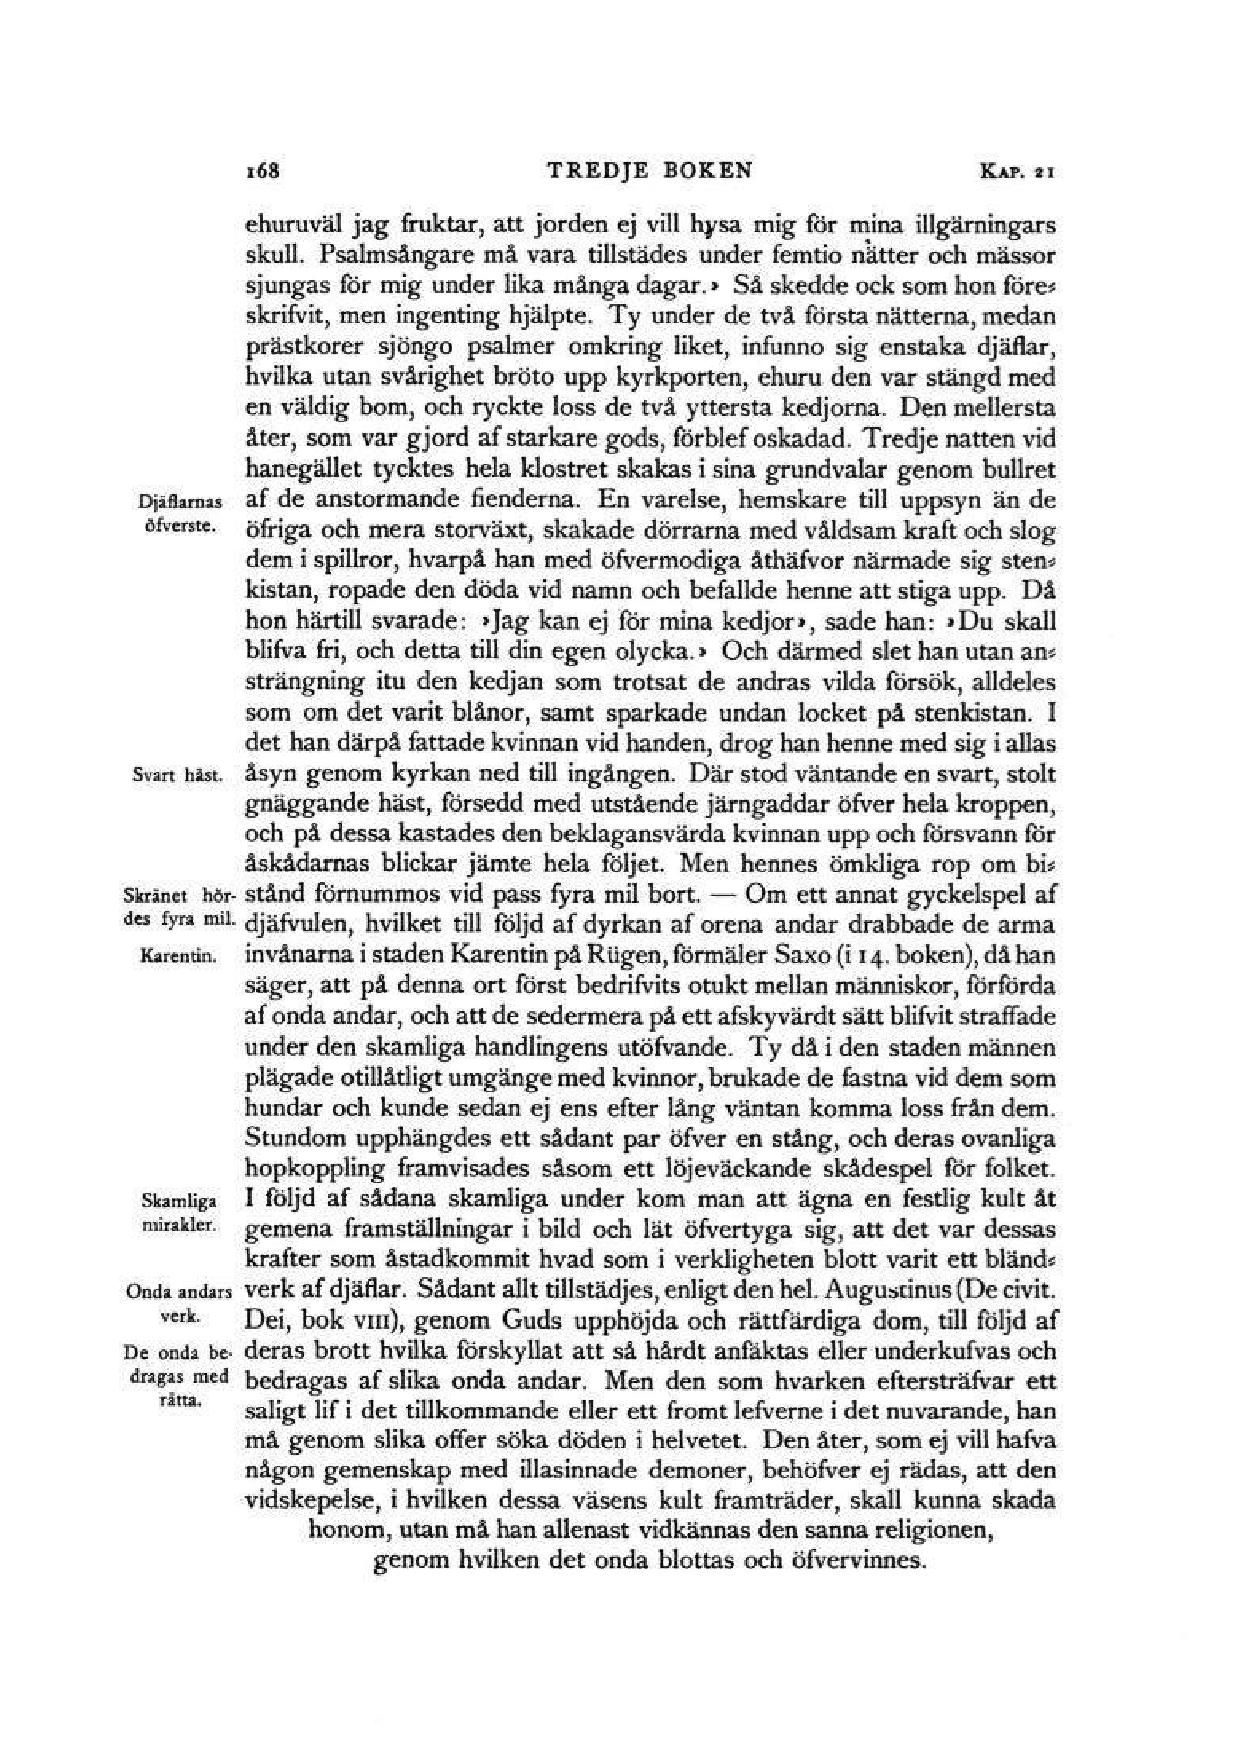 168 TREDJE BOKEN KAP. 21
ehuruväl jag fruktar, att jorden ej vill hysa mig för mina illgärningars
skull. Psalmsångare må vara tillstädes under femtio nätter och mässor
sjungas för mig under lika många dagar.» Så skedde ock som hon före-
skrifvit, men ingenting hjälpte. Ty under de två första nätterna, medan
prästkorer sjöngo psalmer omkring liket, infunno sig enstaka djäflar,
hvilka utan svårighet bröto upp kyrkporten, ehuru den var stängd med
en väldig bom, och ryckte loss de två yttersta kedjorna. Den mellersta
åter, som var gjord af starkare gods, förblef oskadad. Tredje natten vid
hanegället tycktes hela klostret skakas i sina grundvalar genom bullret
Djäflarnas af de anstormande fienderna. En varelse, hemskare till uppsyn än de
öfverste. öfriga och mera storväxt, skakade dörrarna med våldsam kraft och slog
dem i spillror, hvarpå han med öfvermodiga åthäfvor närmade sig sten-
kistan, ropade den döda vid namn och befallde henne att stiga upp. Då
hon härtill svarade: »Jag kan ej för mina kedjor», sade han: »Du skall
blifva fri, och detta till din egen olycka.» Och därmed slet han utan an-
strängning itu den kedjan som trotsat de andras vilda försök, alldeles
som om det varit blånor, samt sparkade undan locket på stenkistan. I
det han därpå fattade kvinnan vid handen, drog han henne med sig i allas
Svart häst. åsyn genom kyrkan ned till ingången. Där stod väntande en svart, stolt
gnäggande häst, försedd med utstående järngaddar öfver hela kroppen,
och på dessa kastades den beklagansvärda kvinnan upp och försvann för
åskådarnas blickar jämte hela följet. Men hennes ömkliga rop om bi-
Skränet hör- stånd förnummos vid pass fyra mil bort. — Om ett annat gyckelspel af
des fyra mil. djäfvulen, hvilket till följd af dyrkan af orena andar drabbade de arma
Karentin. invånarna i staden Karentin på Rügen, förmäler Saxo (i 14. boken), då han
säger, att på denna ort först bedrifvits otukt mellan människor, förförda
af onda andar, och att de sedermera på ett afskyvärdt sätt blifvit straffade
under den skamliga handlingens utöfvande. Ty då i den staden männen
plägade otillåtligt umgänge med kvinnor, brukade de fastna vid dem som
hundar och kunde sedan ej ens efter lång väntan komma loss från dem.
Stundom upphängdes ett sådant par öfver en stång, och deras ovanliga
hopkoppling framvisades såsom ett löjeväckande skådespel för folket.
Skamliga I följd af sådana skamliga under kom man att ägna en festlig kult åt
mirakler. gemena framställningar i bild och lät öfvertyga sig, att det var dessas
krafter som åstadkommit hvad som i verkligheten blott varit ett bländ-
Onda andars verk af djäflar. Sådant allt tillstädjes, enligt den hel. Augustinus (De civit.
verk. Dei, bok VIII), genom Guds upphöjda och rättfärdiga dom, till följd af
De onda be- deras brott hvilka förskyllat att så hårdt anfäktas eller underkufvas och
dragas med bedragas af slika onda andar. Men den som hvarken eftersträfvar ett
rätta. saligt lif i det tillkommande eller ett fromt lefverne i det nuvarande, han
må genom slika offer söka döden i helvetet. Den åter, som ej vill hafva
någon gemenskap med illasinnade demoner, behöfver ej rädas, att den
vidskepelse, i hvilken dessa väsens kult framträder, skall kunna skada
honom, utan må han allenast vidkännas den sanna religionen,
genom hvilken det onda blottas och öfvervinnes.